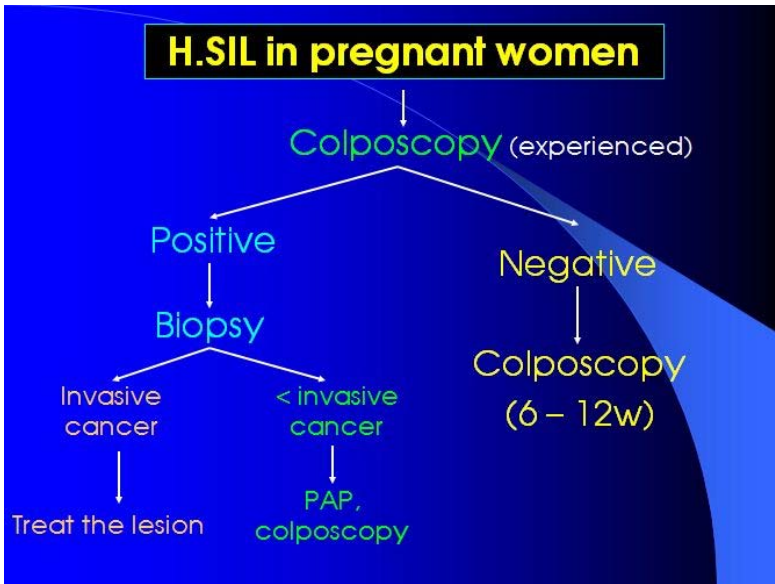 H.SIL in pregnant women
Colposcopy (experienced)
Positive
Negative
Biopsy
Colposcopy
(6 – 12w)
Invasive
cancer
< invasive
cancer
Treat the lesion
PAP,
colposcopy